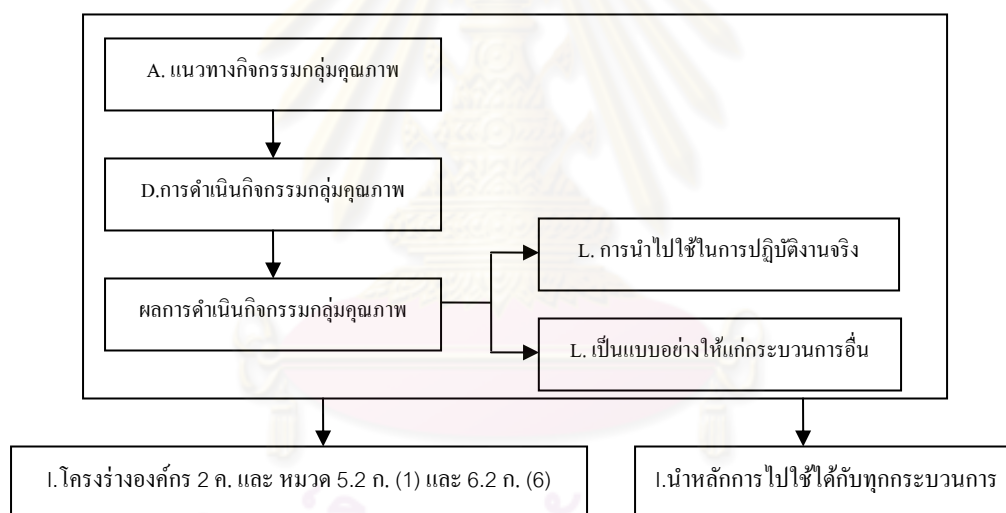 A. แนวทางกิจกรรมกลุ่มคุณภาพ
D.การดำเนินกิจกรรมกลุ่มคุณภาพ
ผลการดำเนินกิจกรรมกลุ่มคุณภาพ
L. การนำไปใช้ในการปฏิบัติงานจริง
L. เป็นแบบอย่างให้แก่กระบวนการอื่น
I.โครงร่างองค์กร 2 ค. และ หมวด 5.2 ก. (1) และ 6.2 ก. (6)
I.นำหลักการไปใช้ได้กับทุกกระบวนการ